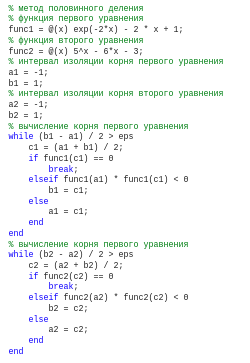 % метод половинного деления
% функция первого уравнения
func1 = @(x) exp(-2*x) - 2 * x + 1;
% функция второго уравнения
func2 = @(x) 5^x - 6*x - 3;
% интервал изоляции корня первого уравнения
a1 = -1;
b1 = 1;
% интервал изоляции корня второго уравнения
a2 = -1;
b2 = 2;
% вычисление корня первого уравнения
while (b1 - a1) / 2 > eps
    c1 = (a1 + b1) / 2;
    if func1(c1) == 0
        break;
    elseif func1(a1) * func1(c1) < 0
        b1 = c1;
    else
        a1 = c1;
    end
end
% вычисление корня первого уравнения
while (b2 - a2) / 2 > eps
    c2 = (a2 + b2) / 2;
    if func2(c2) == 0
        break;
    elseif func2(a2) * func2(c2) < 0
        b2 = c2;
    else
        a2 = c2;
    end
end